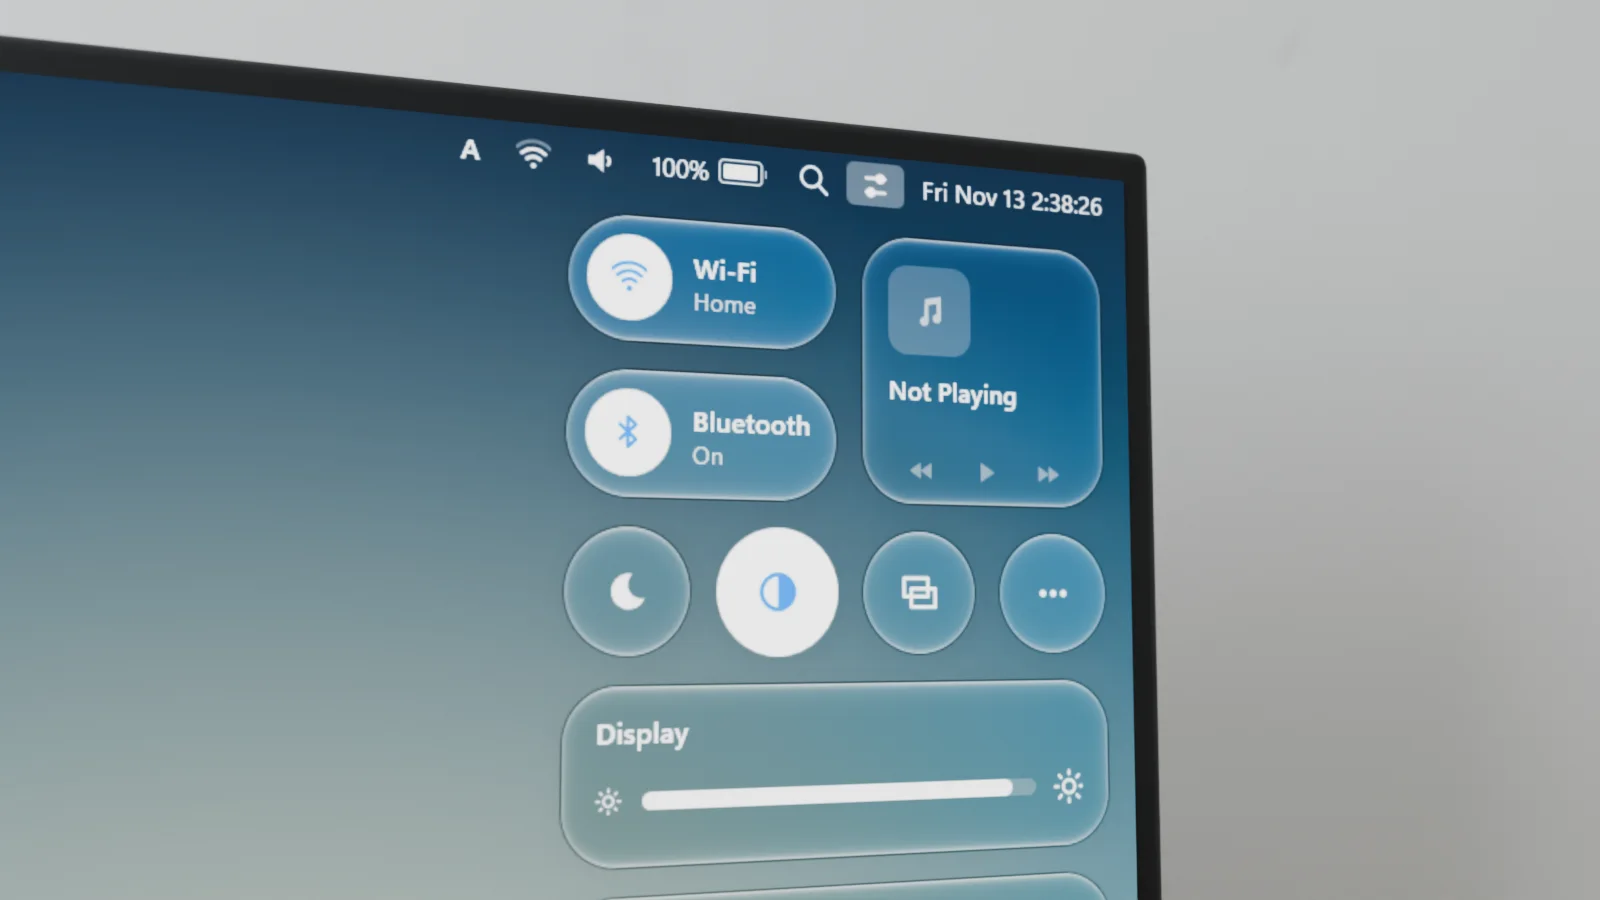 A 100% Fri Nov 13 2:38:26
Wi-Fi
Home
Not Playing
Bluetooth
On
Display